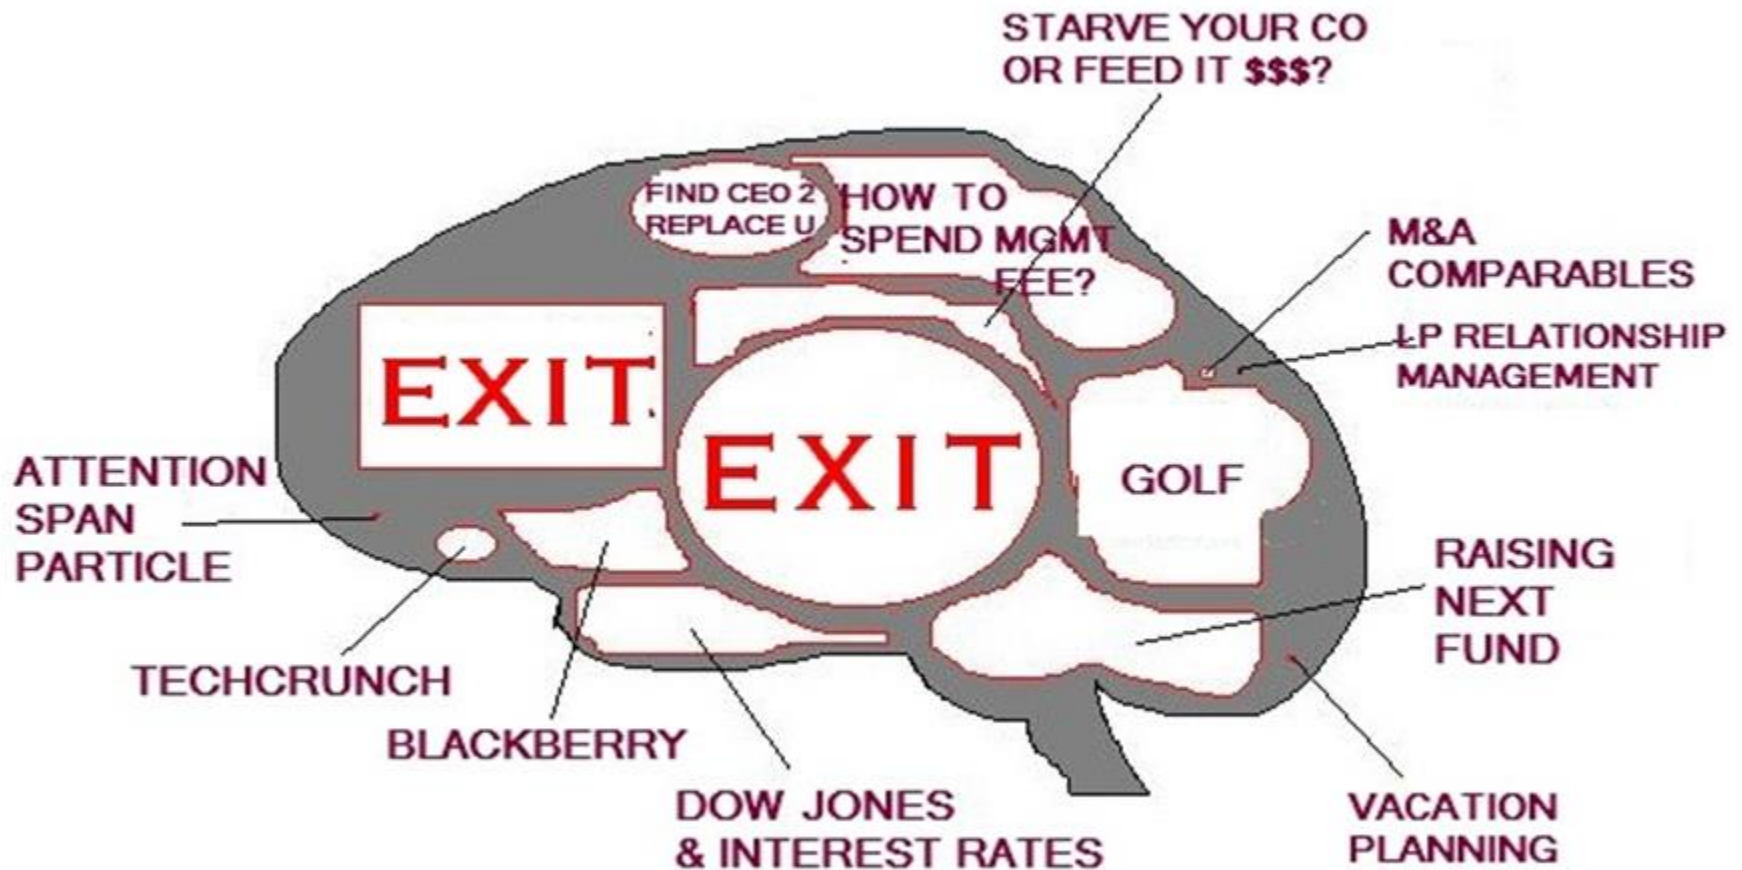 STARVE YOUR CO
OR FEED IT $$$?
FIND CEO 2
REPLACE U
HOW TO
SPEND MGMT
FEE?
M&A
COMPARABLES
LP RELATIONSHIP
MANAGEMENT
EXIT
EXIT
GOLF
ATTENTION
SPAN
PARTICLE
RAISING
NEXT
FUND
TECHCRUNCH
BLACKBERRY
DOW JONES
& INTEREST RATES
VACATION
PLANNING